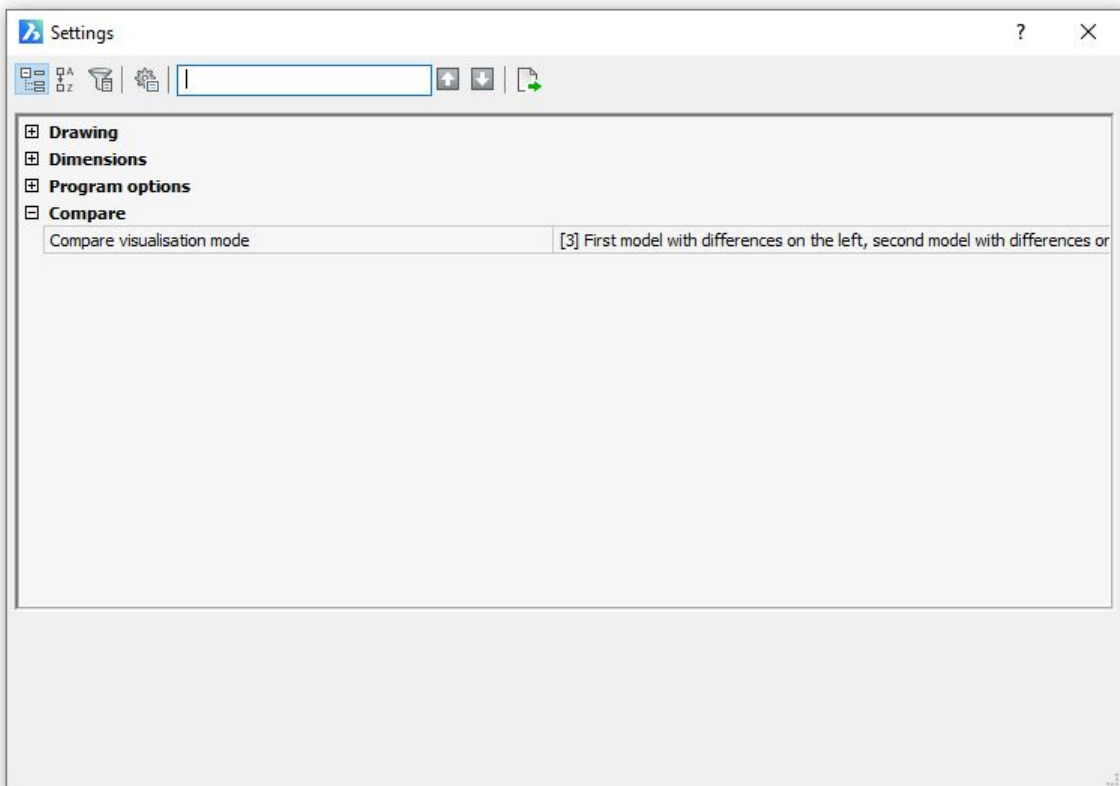 Settings
?
Drawing
Dimensions
Program options
Compare
Compare visualisation mode
[3] First model with differences on the left, second model with differences or